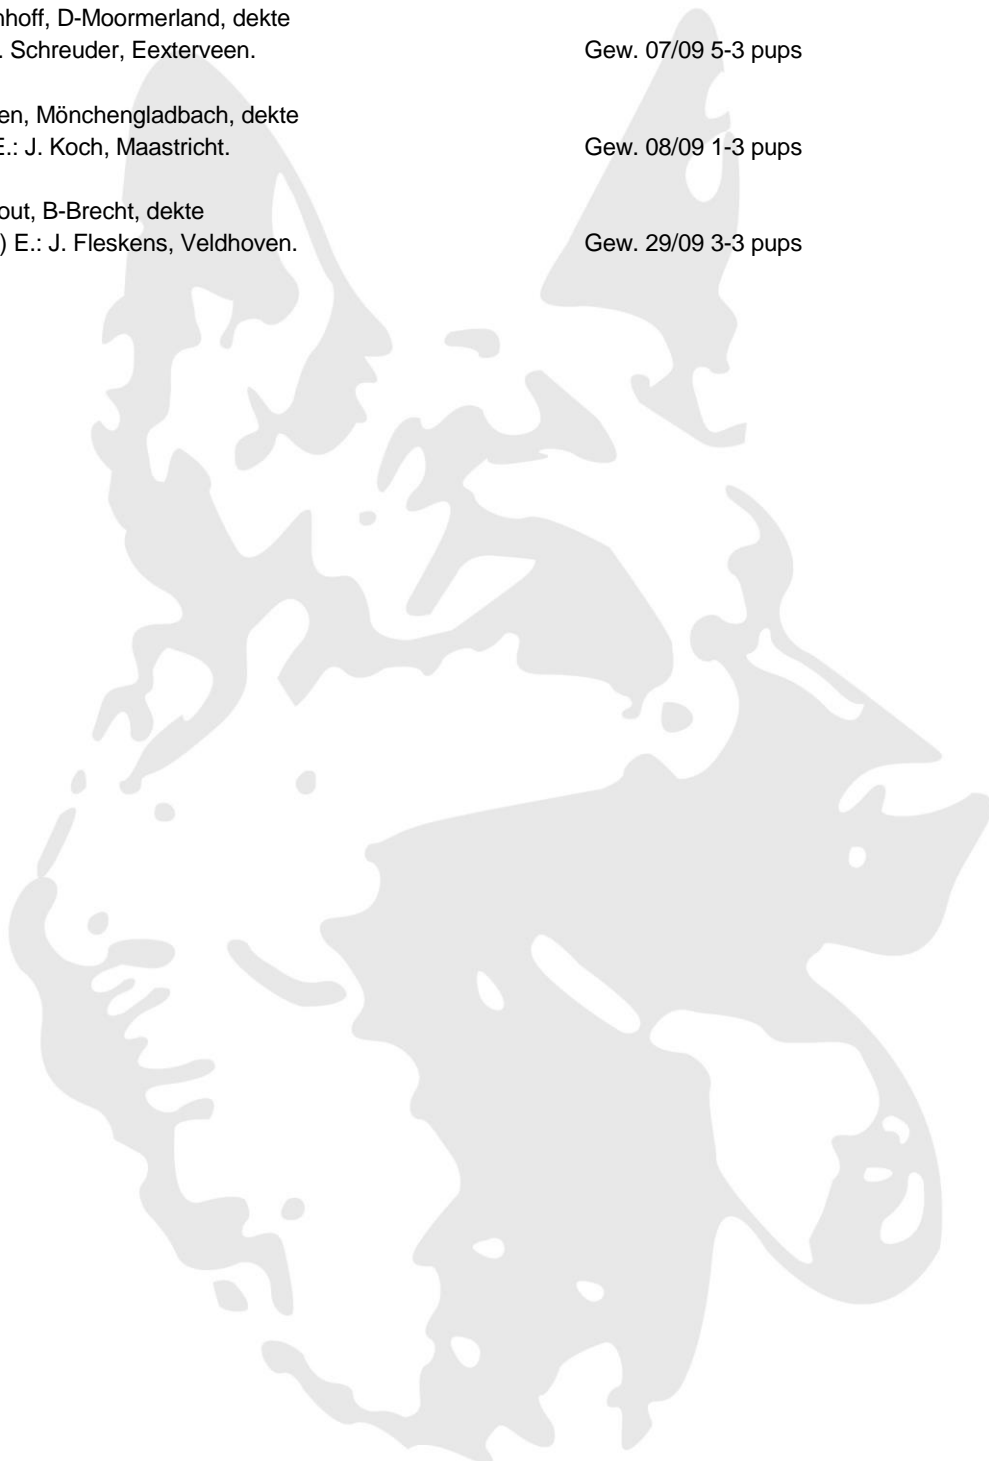 nhoff, D-Moormerland, dekte
. Schreuder, Eexterveen. Gew. 07/09 5-3 pups
en, Mönchengladbach, dekte
E.: J. Koch, Maastricht. Gew. 08/09 1-3 pups
out, B-Brecht, dekte
) E.: J. Fleskens, Veldhoven. Gew. 29/09 3-3 pups